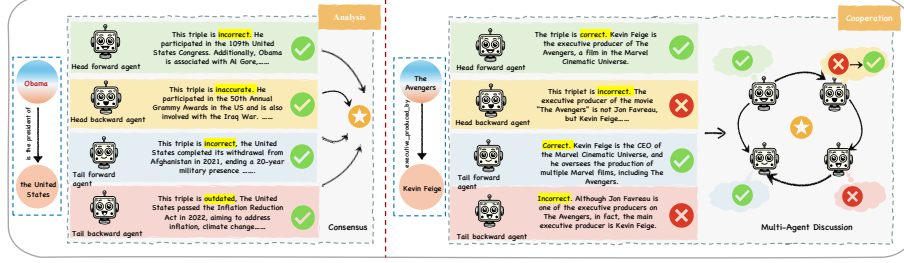 Analysis
Obama
is the president of
the United
States
This triple is incorrect. He
participated in the 109th United
States Congress. Additionally, Obama
is associated with Al Gore,......
Head forward agent
This triple is inaccurate. He
participated in the 50th Annual
Grammy Awards in the US and is also
involved with the Iraq War. ......
Head backward agent
This triple is incorrect, the United
States completed its withdrawal from
Afghanistan in 2021, ending a 20-year
military presence .......
Tail forward
agent
This triple is outdated, The United
States passed the Inflation Reduction
Act in 2022, aiming to address
inflation, climate change......
Tail backward agent
Consensus
Cooperation
The
Avengers
executive_produced_by
Kevin Feige
The triple is correct. Kevin Feige is
the executive producer of The
Avengers, a film in the Marvel
Cinematic Universe.
Head forward agent
This triplet is incorrect. The
executive producer of the movie
"The Avengers" is not Jon Favreau,
but Kevin Feige......
Head backward agent
Correct. Kevin Feige is the CEO of
the Marvel Cinematic Universe, and
he oversees the production of
multiple Marvel films, including The
Avengers.
Tail forward
agent
Incorrect. Although Jon Favreau is
one of the executive producers on
The Avengers, in fact, the main
executive producer is Kevin Feige.
Tail backward agent
Multi-Agent Discussion